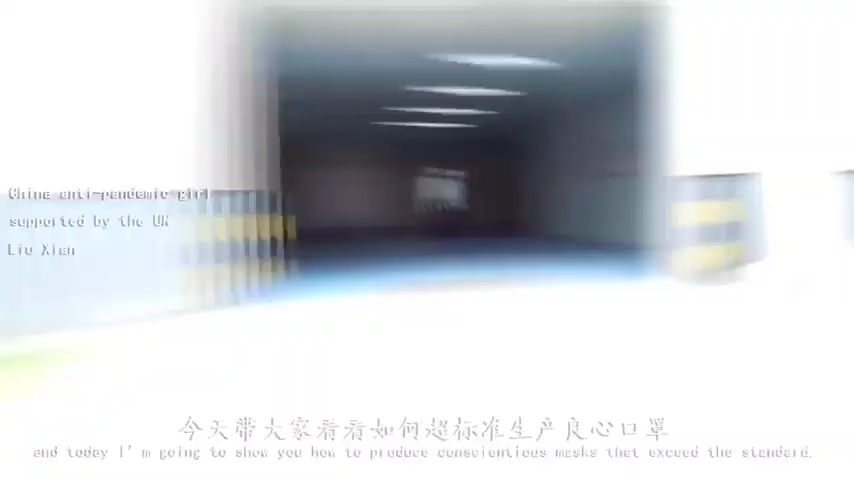 China anti-pandemic girl
supported by the UN
Liu Xian
今天带大家看看如何超标准生产良心口罩
and today I'm going to show you how to produce conscientious masks that exceed the standard.